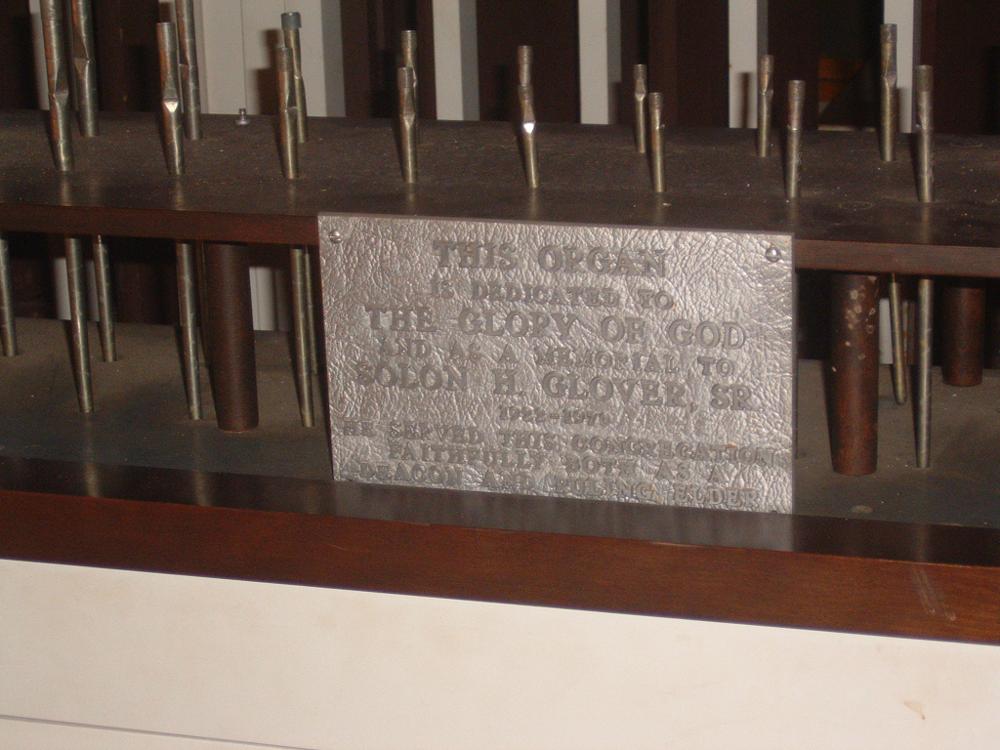 THIS ORGAN
IS DEDICATED TO
THE GLORY OF GOD
AND AS A MEMORIAL TO
SOLON H. GLOVER, SR.
HE SERVED THIS CONGREGATION
FAITHFULLY BOTH AS A
DEACON AND RULING ELDER